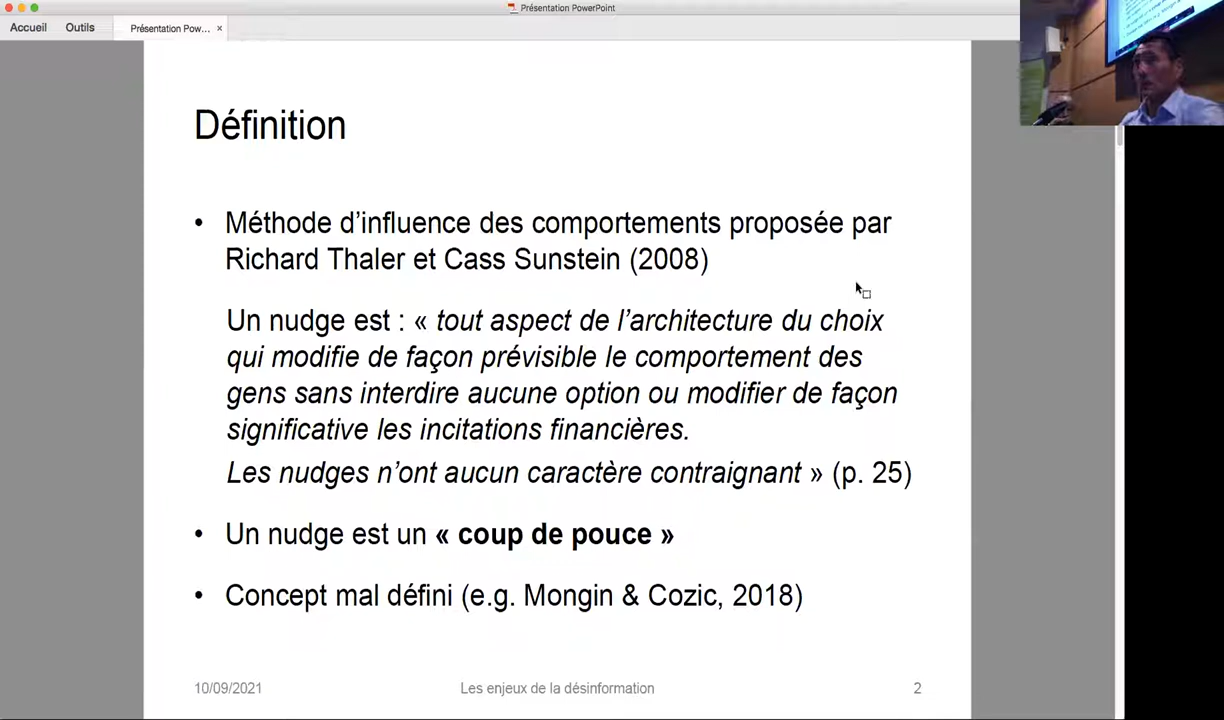 Présentation PowerPoint
Accueil Outils Présentation Pow... ×
Définition
• Méthode d’influence des comportements proposée par
Richard Thaler et Cass Sunstein (2008)
Un nudge est : « tout aspect de l’architecture du choix
qui modifie de façon prévisible le comportement des
gens sans interdire aucune option ou modifier de façon
significative les incitations financières.
Les nudges n’ont aucun caractère contraignant » (p. 25)
• Un nudge est un « coup de pouce »
• Concept mal défini (e.g. Mongin & Cozic, 2018)
10/09/2021 Les enjeux de la désinformation 2